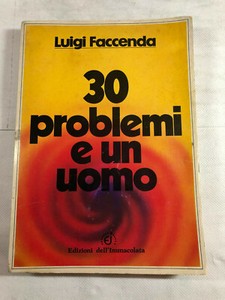 Luigi Faccenda
30
problemi
e un
uomo
Edizioni dell'Immacolata